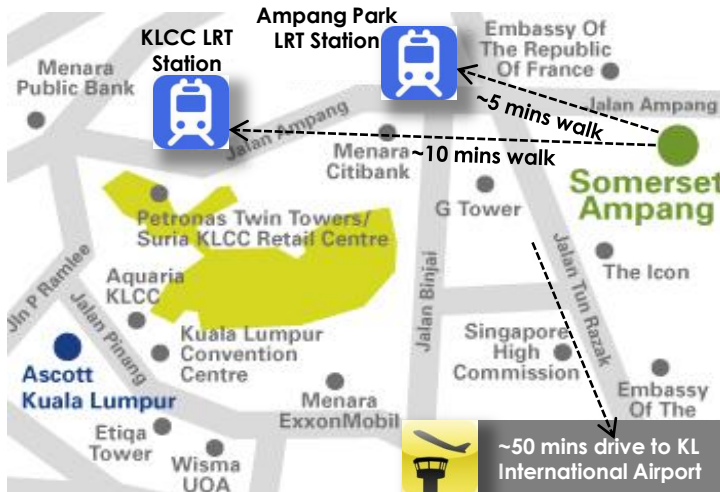 Ampang Park
LRT Station
KLCC LRT
Station
Embassy Of
The Republic
Of France
Menara
Public Bank
Jalan Ampang
~5 mins walk
Jalan Ampang
~10 mins walk
Menara
Citibank
Somerset
Ampang
G Tower
Petronas Twin Towers/
Suria KLCC Retail Centre
Jalan Binjai
Jalan Tun Razak
The Icon
Jln P Ramlee
Jalan Pinang
Aquaria
KLCC
Kuala Lumpur
Convention
Centre
Singapore
High
Commission
Ascott
Kuala Lumpur
Menara
ExxonMobil
Embassy
Of The
Etiqa
Tower
Wisma
UOA
~50 mins drive to KL
International Airport